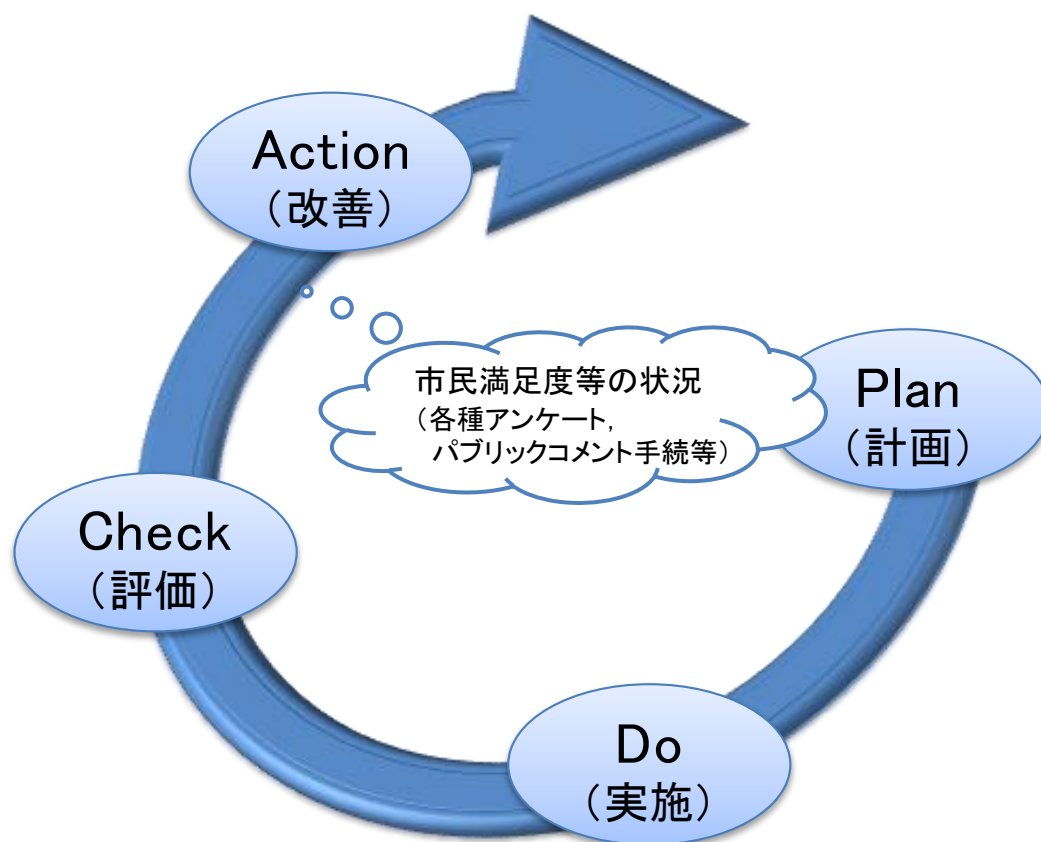 Action
（改善）
市民満足度等の状況
（各種アンケート，
パブリックコメント手続等）
Plan
（計画）
Check
（評価）
Do
（実施）